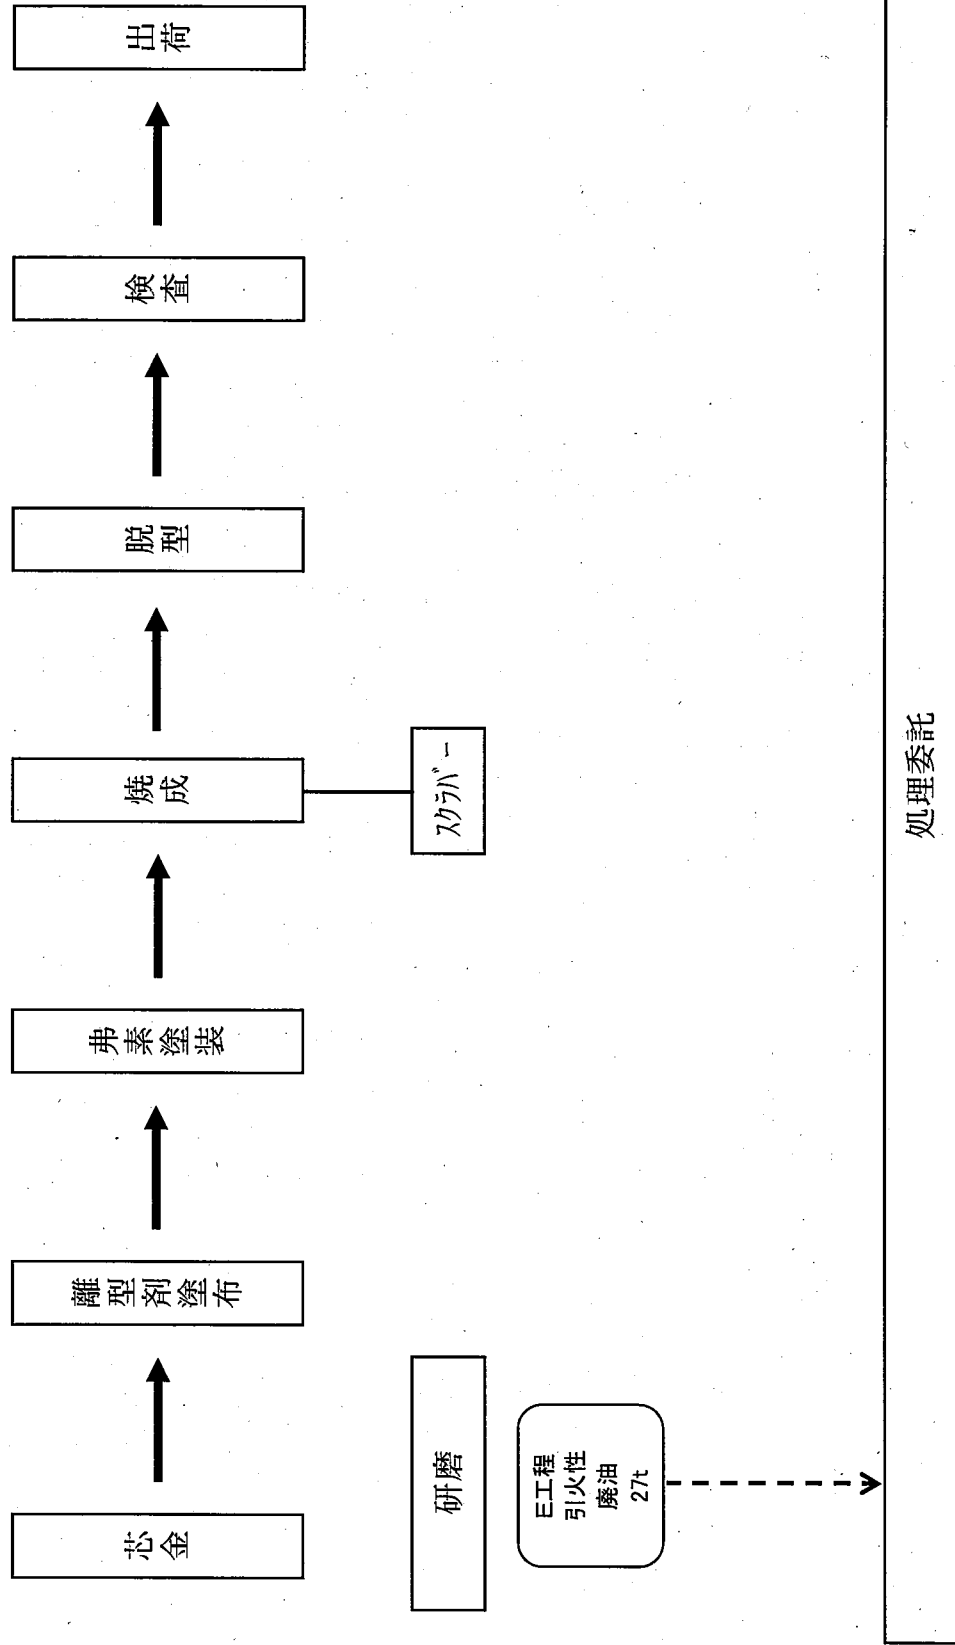 芯金
離型剤塗布
弗素塗装
焼成
脱型
検査
出荷
研磨
スクラバー
E工程
引火性
廃油
27t
処理委託